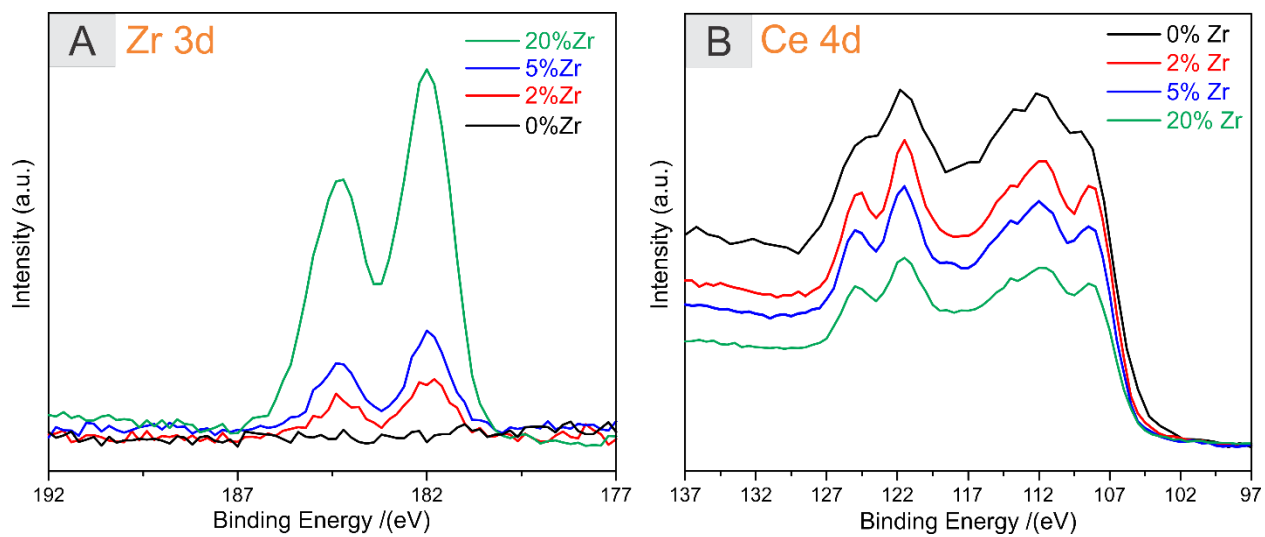 A Zr 3d
20%Zr
5%Zr
2%Zr
0%Zr
Intensity (a.u.)
192 187 182 177
Binding Energy /(eV)
B Ce 4d
0% Zr
2% Zr
5% Zr
20% Zr
Intensity (a.u.)
137 132 127 122 117 112 107 102 97
Binding Energy /(eV)